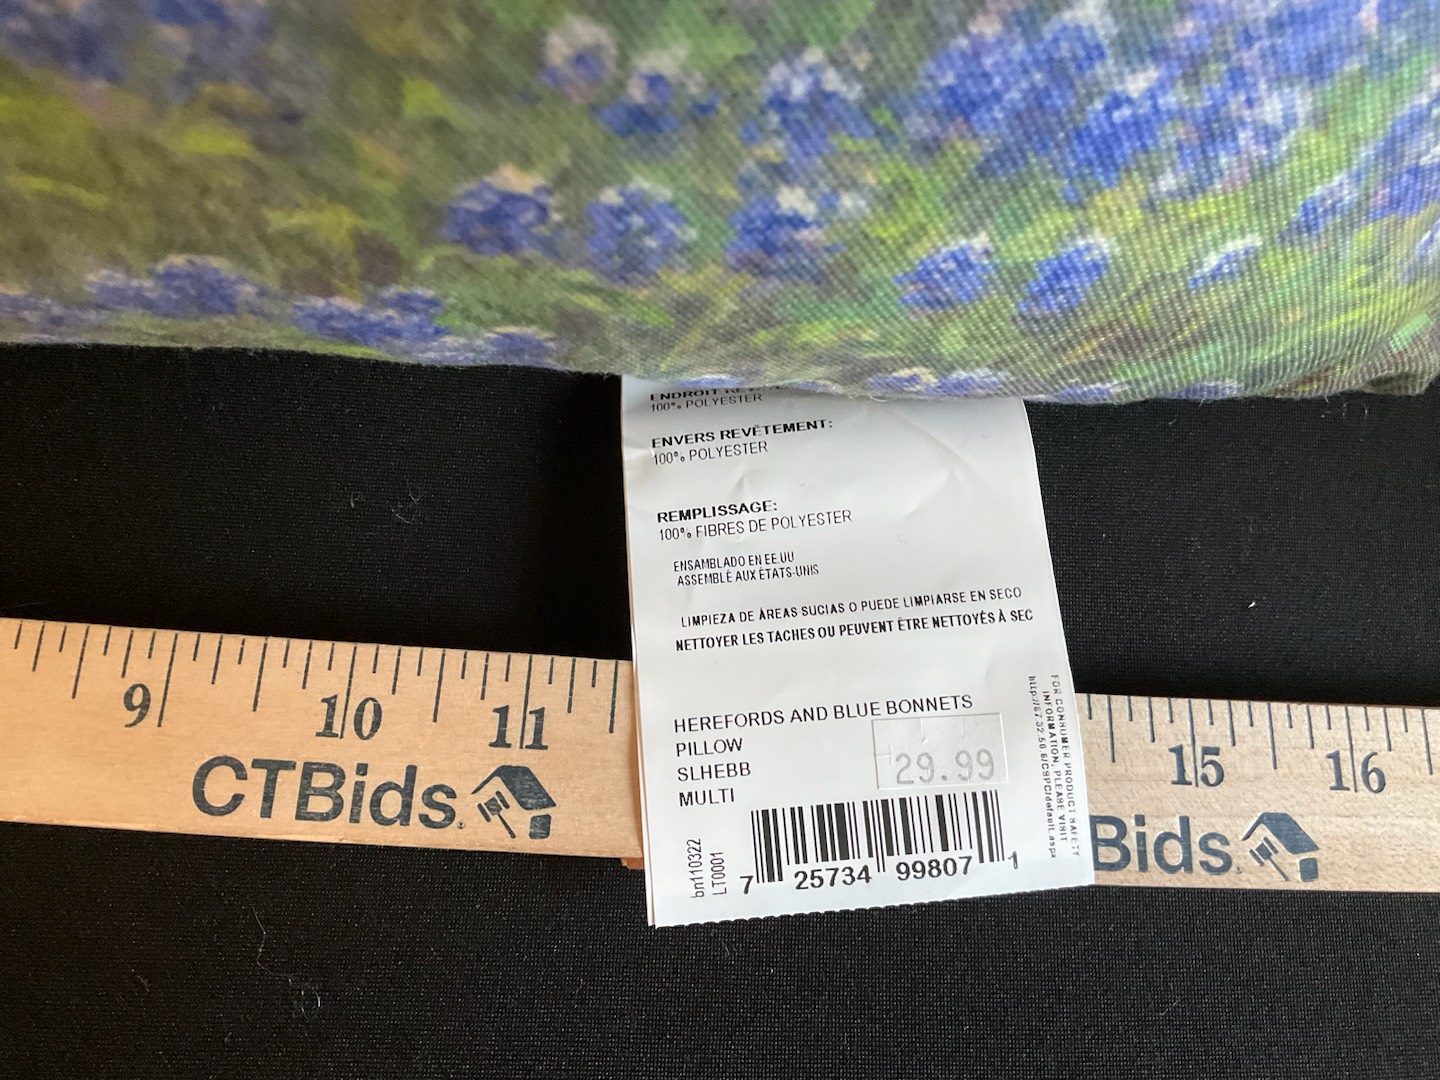 100% POLYESTER
ENVERS REVÊTEMENT:
100% POLYESTER
REMPLISSAGE:
100% FIBRES DE POLYESTER
ENSAMBLADO EN EE.UU
ASSEMBLÉ AUX ÉTATS-UNIS
LIMPIEZA DE ÀREAS SUCIAS O PUEDE LIMPIARSE EN SECO
NETTOYER LES TACHES OU PEUVENT ÊTRE NETTOYÉS À SEC
HEREFORDS AND BLUE BONNETS
PILLOW
SLHEBB
MULTI
29.99
bn110322
LT0001
7 25734 99807 1
FOR CONSUMER PRODUCT SAFETY
INFORMATION, PLEASE VISIT
9 10 11 15 16
CTBids.
Bids.